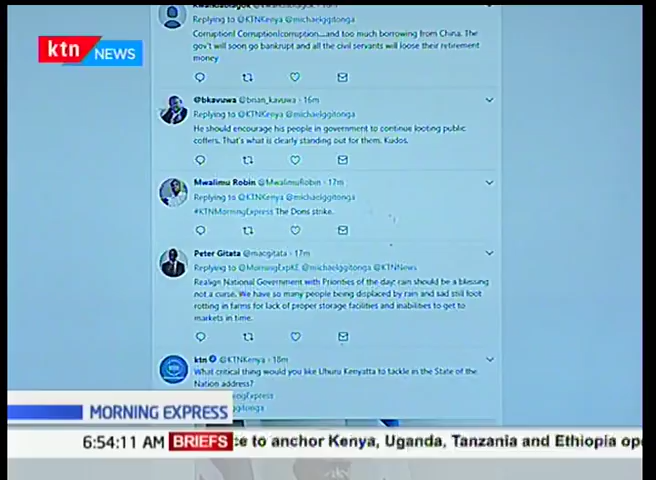 ktn NEWS
Replying to @KTNKenya @michaelggitonga
Corruption! Corruption!corruption....and too much borrowing from China. The
gov't will soon go bankrupt and all the civil servants will loose their retirement
money
@bkavuwa @brian_kavuwa · 16m
Replying to @KTNKenya @michaelggitonga
He should encourage his people in government to continue looting public
coffers. That's what is clearly standing out for them. Kudos.
Mwalimu Robin @MwalimuRobin · 17m
Replying to @KTNKenya @michaelggitonga
#KTNMorningExpress The Doms strike.
Peter Gitata @macgitata · 17m
Replying to @MorningExpKE @michaelggitonga @KTNNews
Realign National Government with Priorities of the day: rain should be a blessing
not a curse. We have so many people being displaced by rain and sad still foot
rotting in farms for lack of proper storage facilities and inabilities to get to
markets in time.
ktn @KTNKenya · 18m
What critical thing would you like Uhuru Kenyatta to tackle in the State of the
Nation address?
MORNING EXPRESS
6:54:11 AM BRIEFS ce to anchor Kenya, Uganda, Tanzania and Ethiopia ope